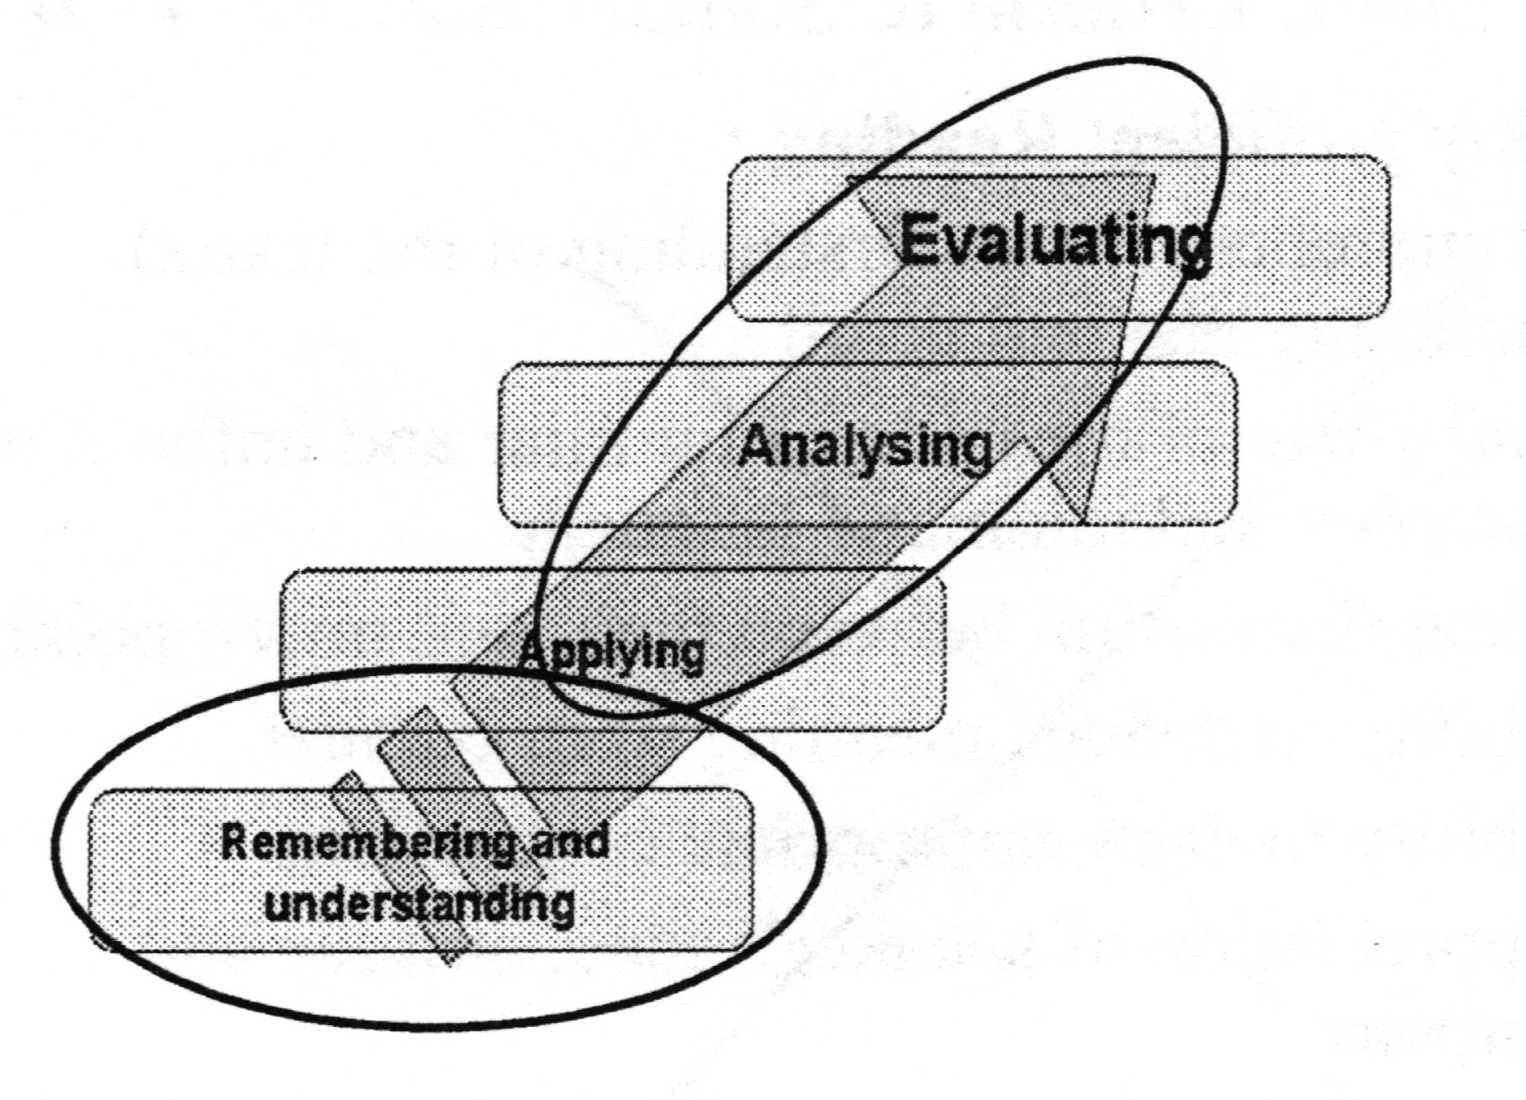 Evaluating
Analysing
Applying
Remembering and
understanding